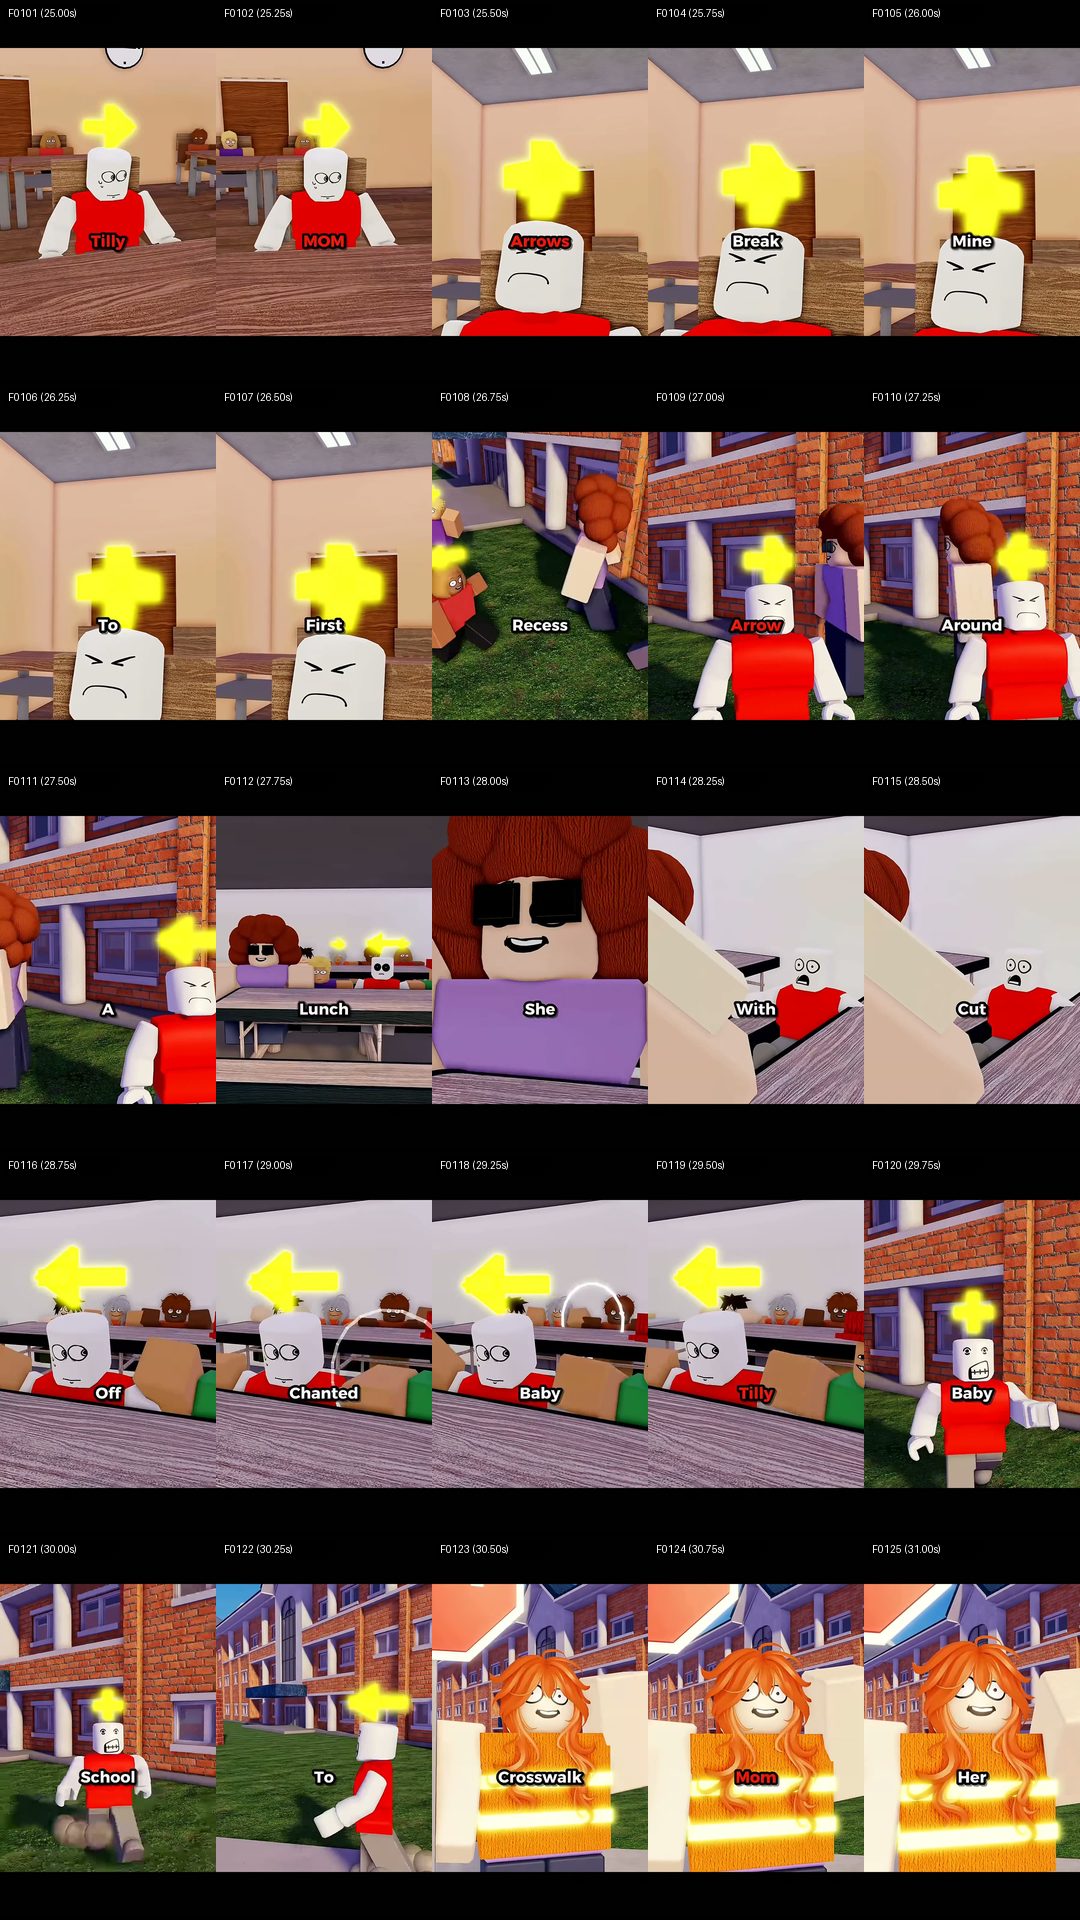 F0101 (25.00s)
F0102 (25.25s)
F0103 (25.50s)
F0104 (25.75s)
F0105 (26.00s)
Tilly
MOM
Arrows
Break
Mine
F0106 (26.25s)
F0107 (26.50s)
F0108 (26.75s)
F0109 (27.00s)
F0110 (27.25s)
To
First
Recess
Arrow
Around
F0111 (27.50s)
F0112 (27.75s)
F0113 (28.00s)
F0114 (28.25s)
F0115 (28.50s)
A
Lunch
She
With
Cut
F0116 (28.75s)
F0117 (29.00s)
F0118 (29.25s)
F0119 (29.50s)
F0120 (29.75s)
Off
Chanted
Baby
Tilly
Baby
F0121 (30.00s)
F0122 (30.25s)
F0123 (30.50s)
F0124 (30.75s)
F0125 (31.00s)
School
To
Crosswalk
Mom
Her